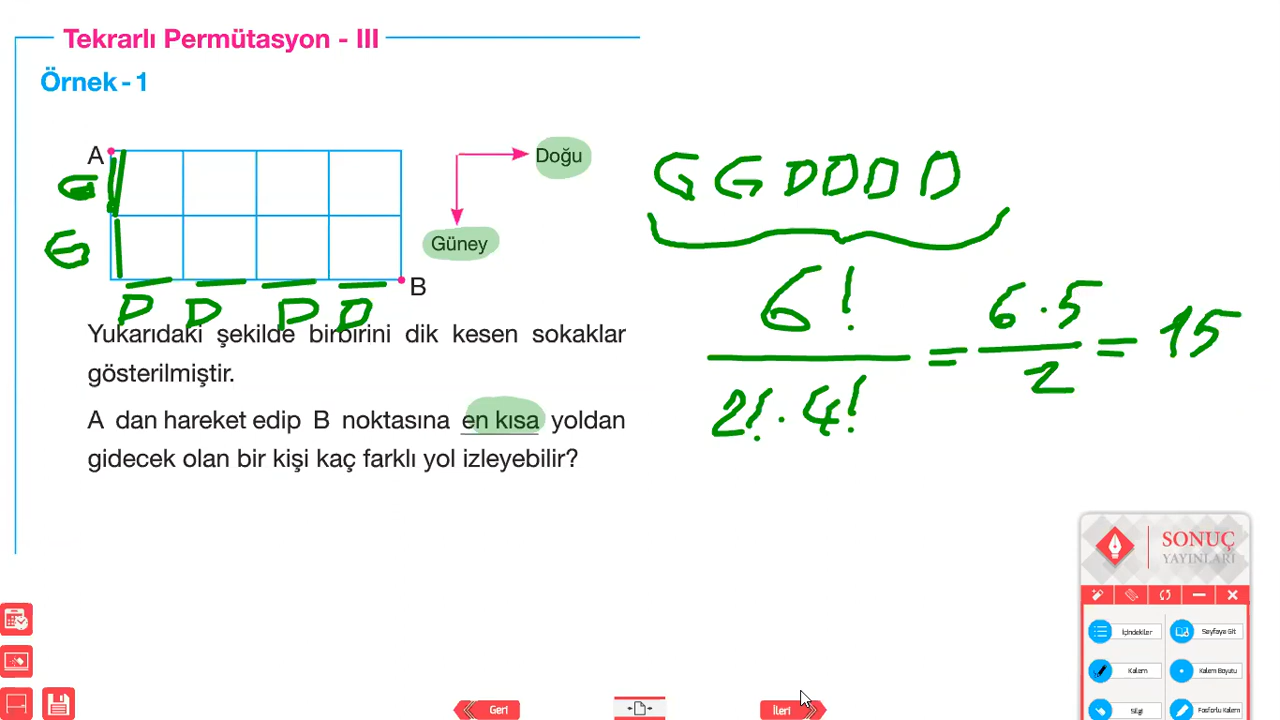 Tekrarlı Permütasyon - III
Örnek - 1
A
Doğu
G G D D D D
G
G
Güney
B
D D D D
6!
2! . 4!
= 6 . 5
2
= 15
Yukarıdaki şekilde birbirini dik kesen sokaklar
gösterilmiştir.
A dan hareket edip B noktasına en kısa yoldan
gidecek olan bir kişi kaç farklı yol izleyebilir?
SONUÇ
YAYINLARI
İçindekiler
Sayfaya Git
Kalem
Kalem Boyutu
Silgi
Fosforlu Kalem
Geri
İleri